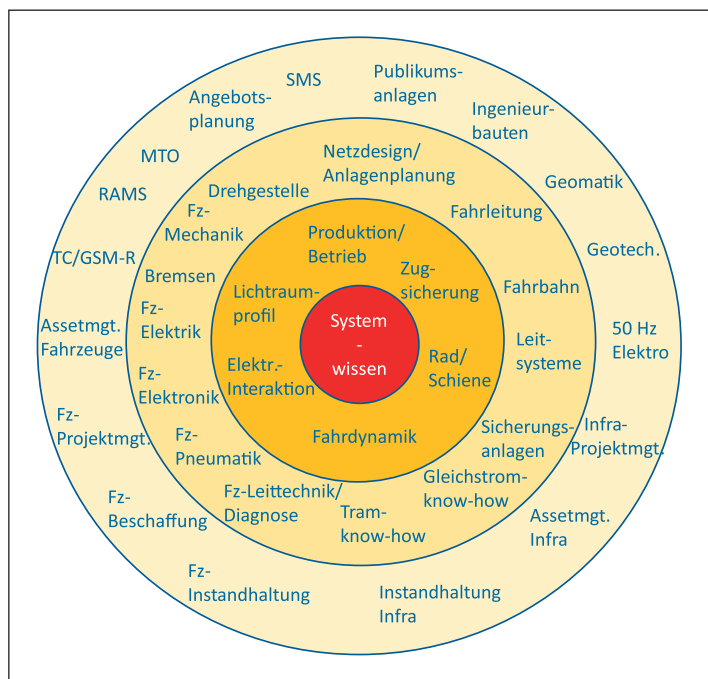 SMS
Publikums-
anlagen
Angebots-
planung
Ingenieur-
bauten
MTO
Netzdesign/
Anlagenplanung
Geomatik
RAMS
Drehgestelle
Fz-
Mechanik
Fahrleitung
Produktion/
Betrieb
TC/GSM-R
Geotech.
Bremsen
Zug-
sicherung
Fahrbahn
Lichtraum-
profil
Fz-
Elektrik
Assetmgt.
Fahrzeuge
System
-
wissen
50 Hz
Elektro
Leit-
systeme
Rad/
Schiene
Elektr.-
Interaktion
Fz-
Elektronik
Fz-
Projektmgt.
Fahrdynamik
Fz-
Pneumatik
Sicherungs-
anlagen
Infra-
Projektmgt.
Gleichstrom-
know-how
Fz-Leittechnik/
Diagnose
Tram-
know-how
Fz-
Beschaffung
Assetmgt.
Infra
Fz-
Instandhaltung
Instandhaltung
Infra